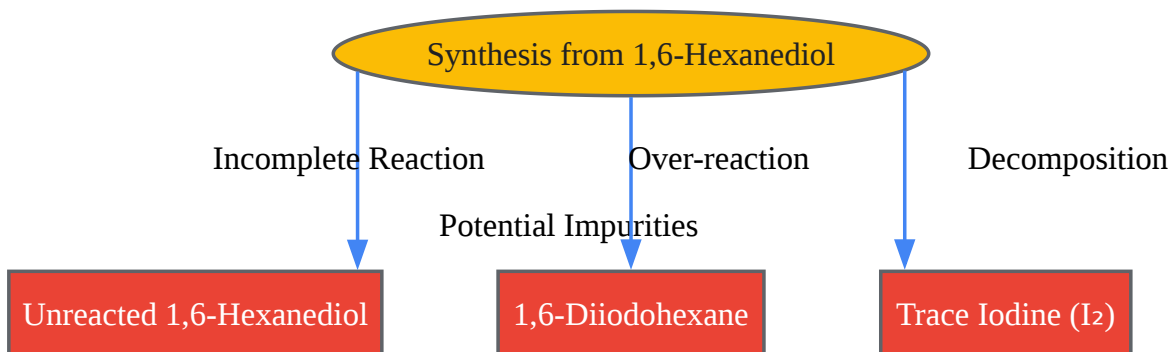 Synthesis from 1,6-Hexanediol
Incomplete Reaction
Over-reaction
Decomposition
Potential Impurities
Unreacted 1,6-Hexanediol
1,6-Diiodohexane
Trace Iodine (I₂)